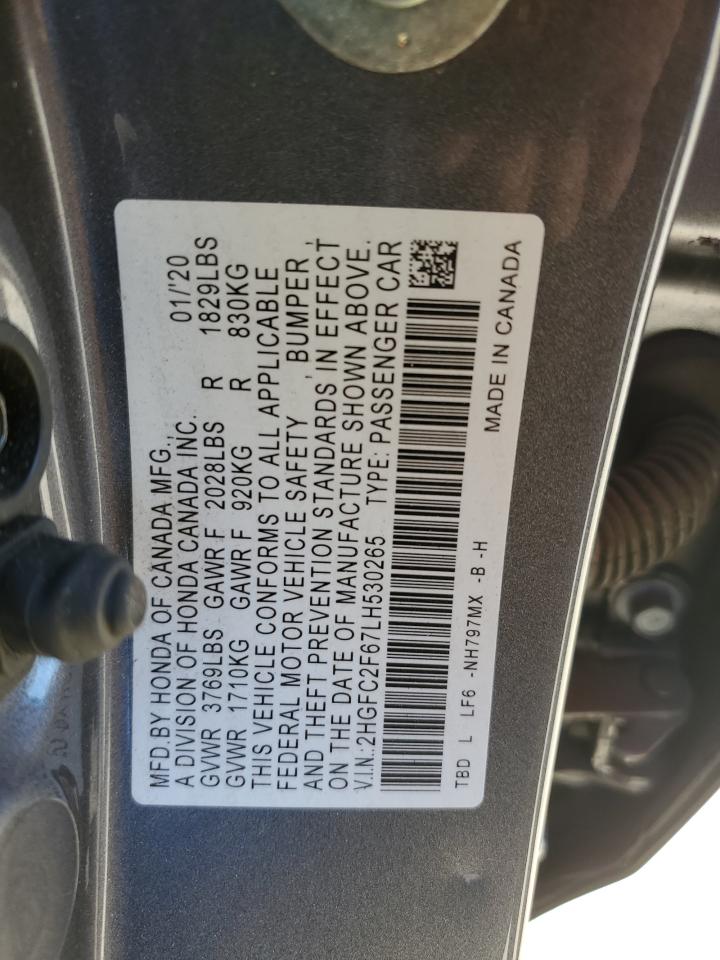 MFD.BY HONDA OF CANADA MFG., 01/'20
A DIVISION OF HONDA CANADA INC.
GVWR 3769LBS GAWR F 2028LBS R 1829LBS
GVWR 1710KG GAWR F 920KG R 830KG
THIS VEHICLE CONFORMS TO ALL APPLICABLE
FEDERAL MOTOR VEHICLE SAFETY , BUMPER ,
AND THEFT PREVENTION STANDARDS IN EFFECT
ON THE DATE OF MANUFACTURE SHOWN ABOVE.
V.I.N.:2HGFC2F67LH530265 TYPE:PASSENGER CAR
TBD L LF6 -NH797MX -B -H MADE IN CANADA